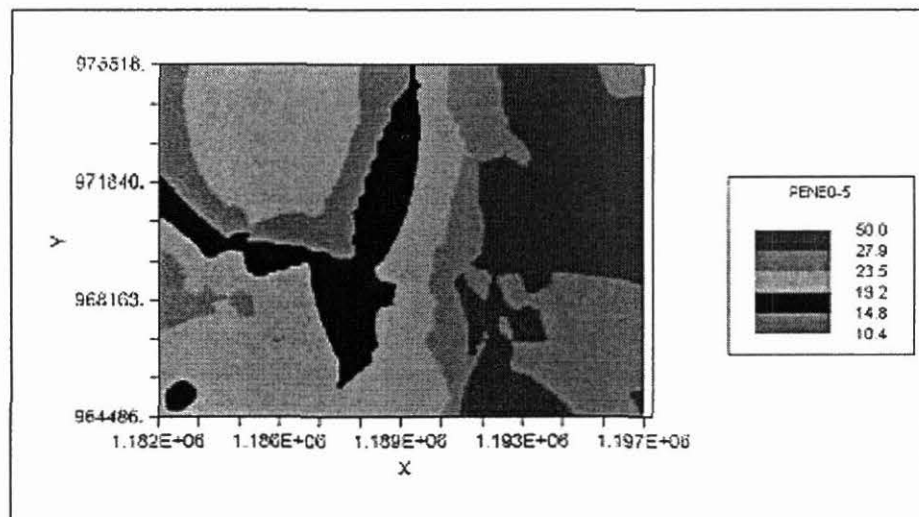 975518.
971840.
968163.
964486.
Y
1.182E+06
1.186E+06
1.189E+06
1.193E+06
1.197E+06
X
PENE0-5
50.0
27.9
23.5
19.2
14.8
10.4